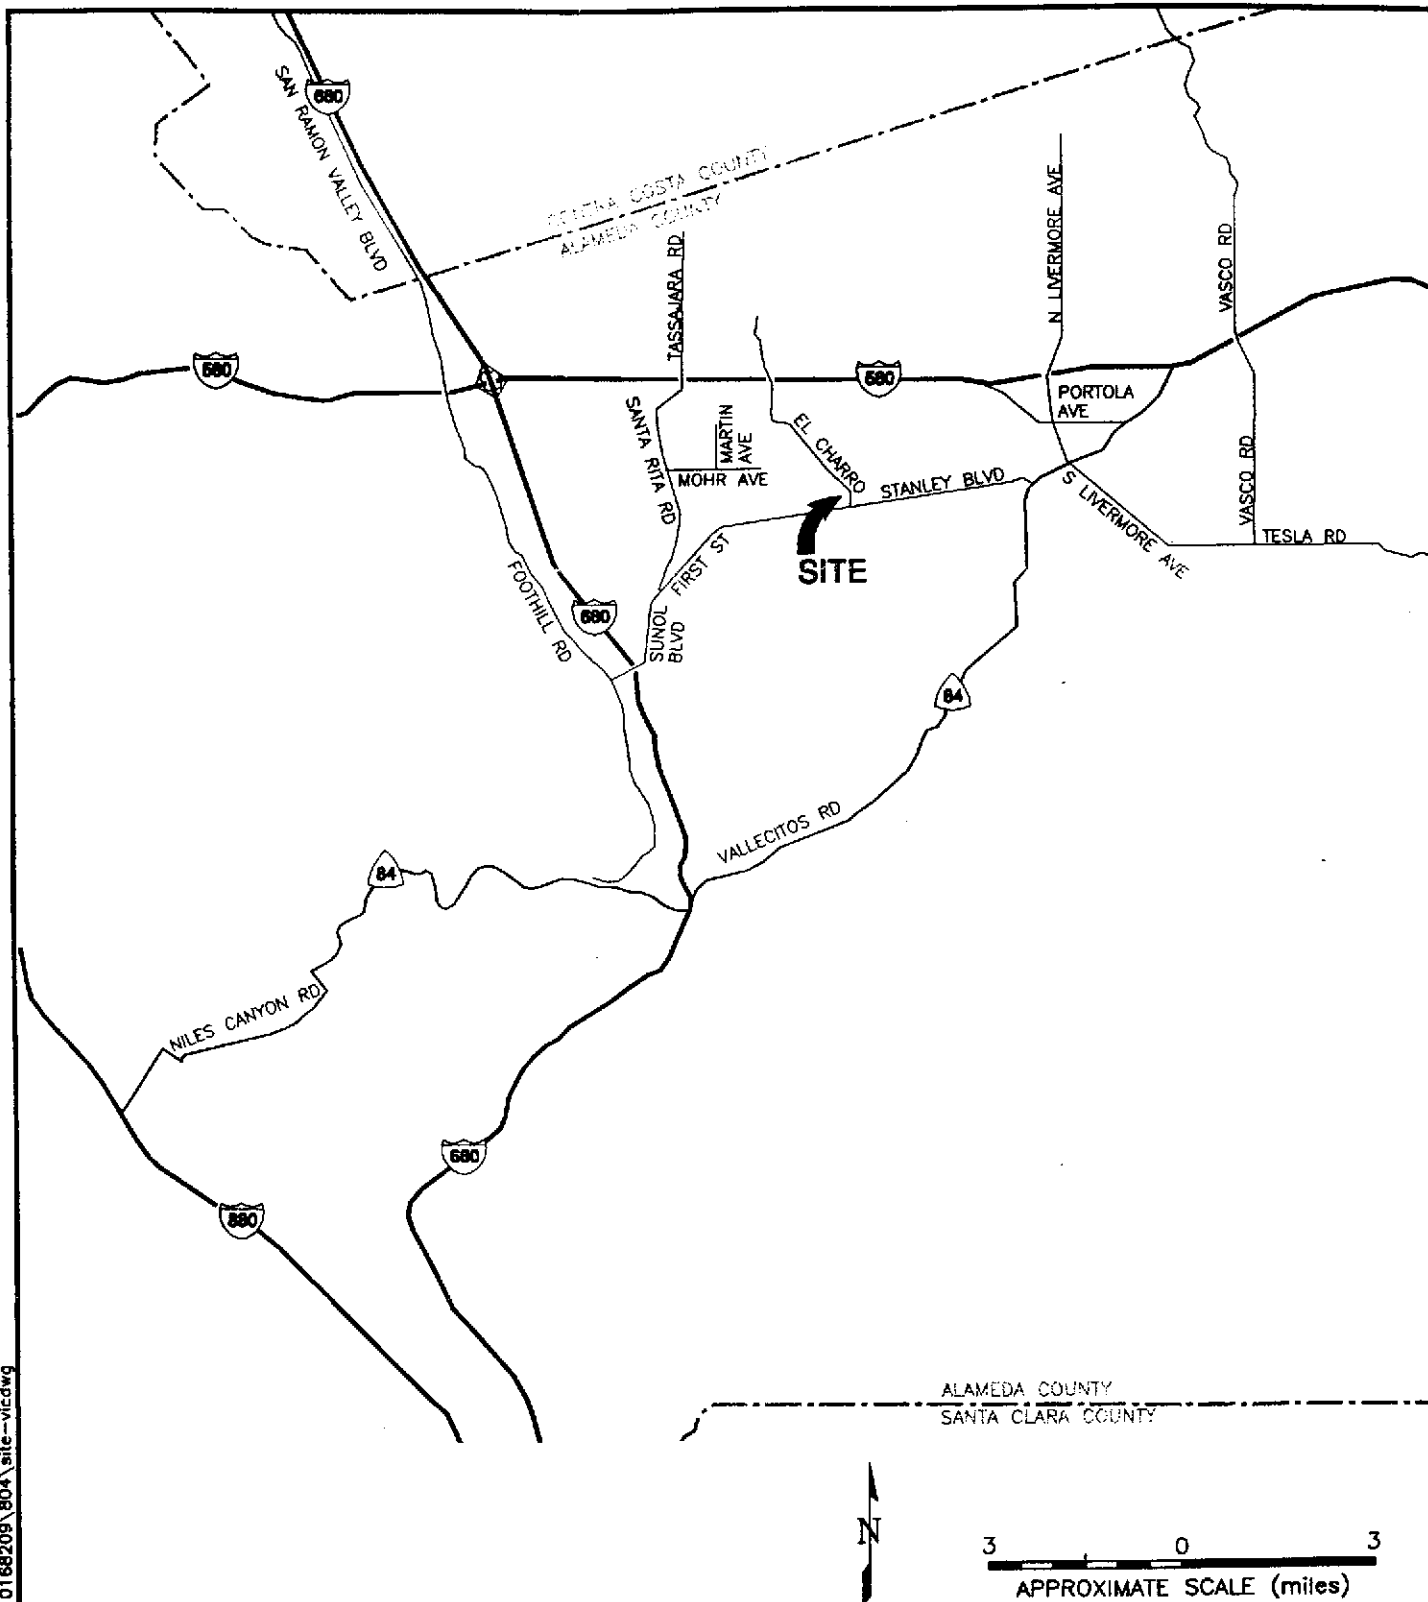 680
SAN RAMON VALLEY BLVD
CONTRA COSTA COUNTY
ALAMEDA COUNTY
TASSAJARA RD
N LIVERMORE AVE
VASCO RD
580
580
PORTOLA
AVE
SANTA RITA RD
MARTIN
AVE
MOHR AVE
EL CHARRO
STANLEY BLVD
S LIVERMORE AVE
VASCO RD
TESLA RD
FIRST ST
SITE
FOOTHILL RD
680
SUNOL
BLVD
84
VALLECITOS RD
84
NILES CANYON RD
680
880
ALAMEDA COUNTY
SANTA CLARA COUNTY
N
3 0 3
APPROXIMATE SCALE (miles)
0168209\804\site-vic.dwg